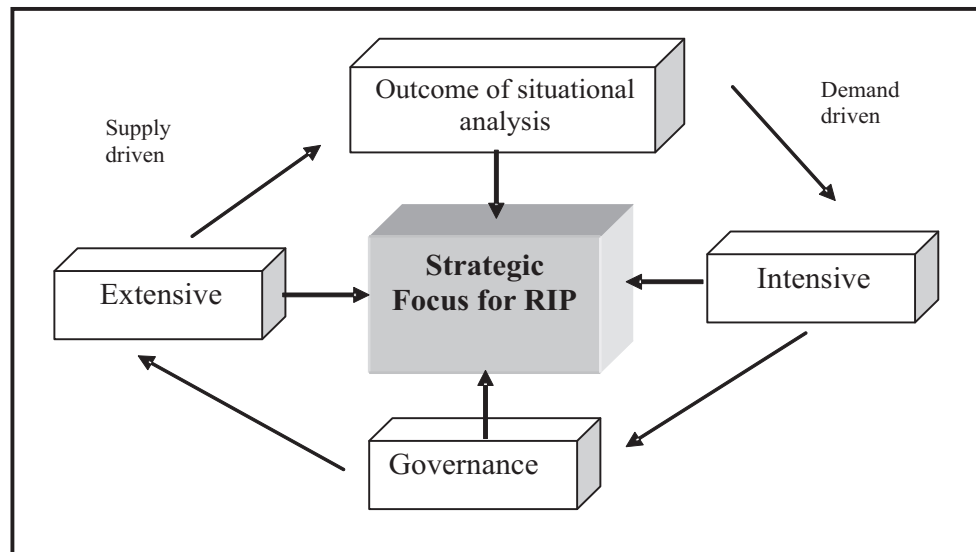 Outcome of situational
analysis
Supply
driven
Demand
driven
Extensive
Strategic
Focus for RIP
Intensive
Governance